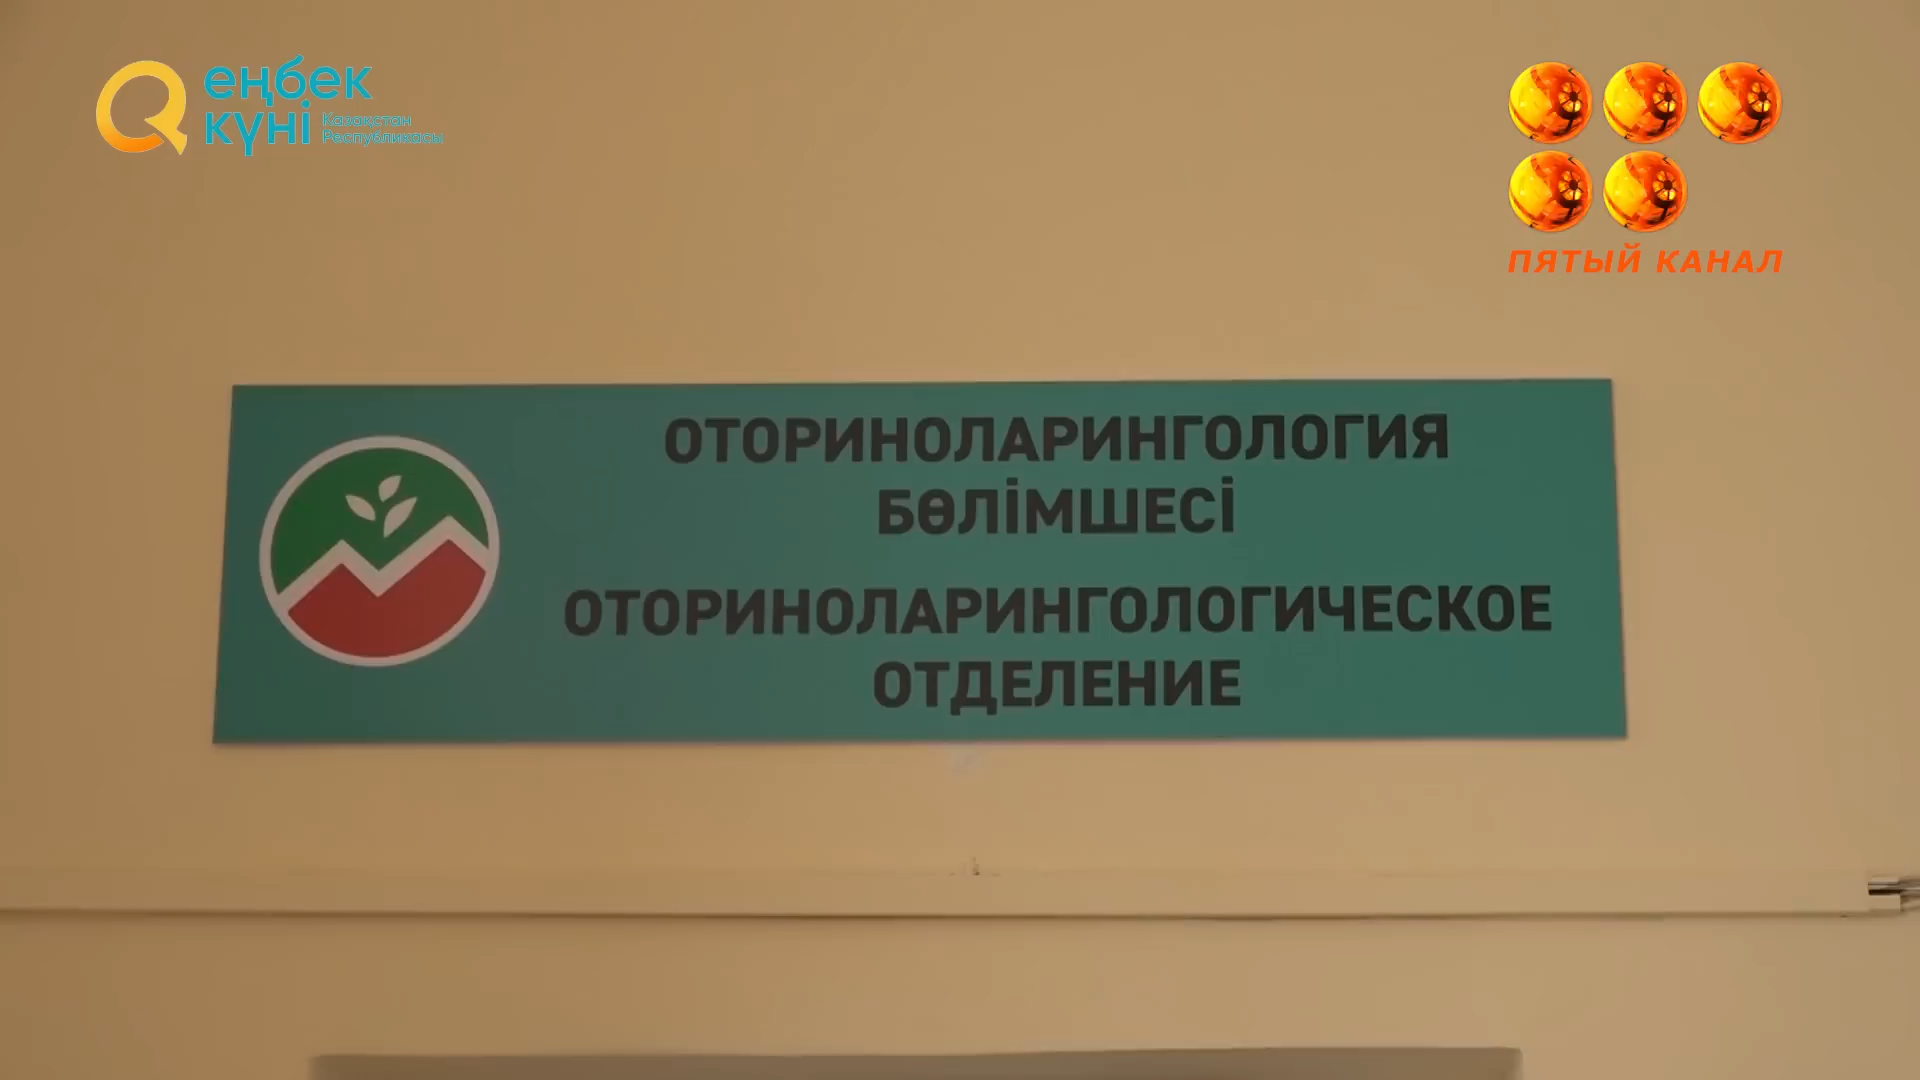 еңбек
күні
Қазақстан
Республикасы
ПЯТЫЙ КАНАЛ
ОТОРИНОЛАРИНГОЛОГИЯ
БӨЛІМШЕСІ
ОТОРИНОЛАРИНГОЛОГИЧЕСКОЕ
ОТДЕЛЕНИЕ